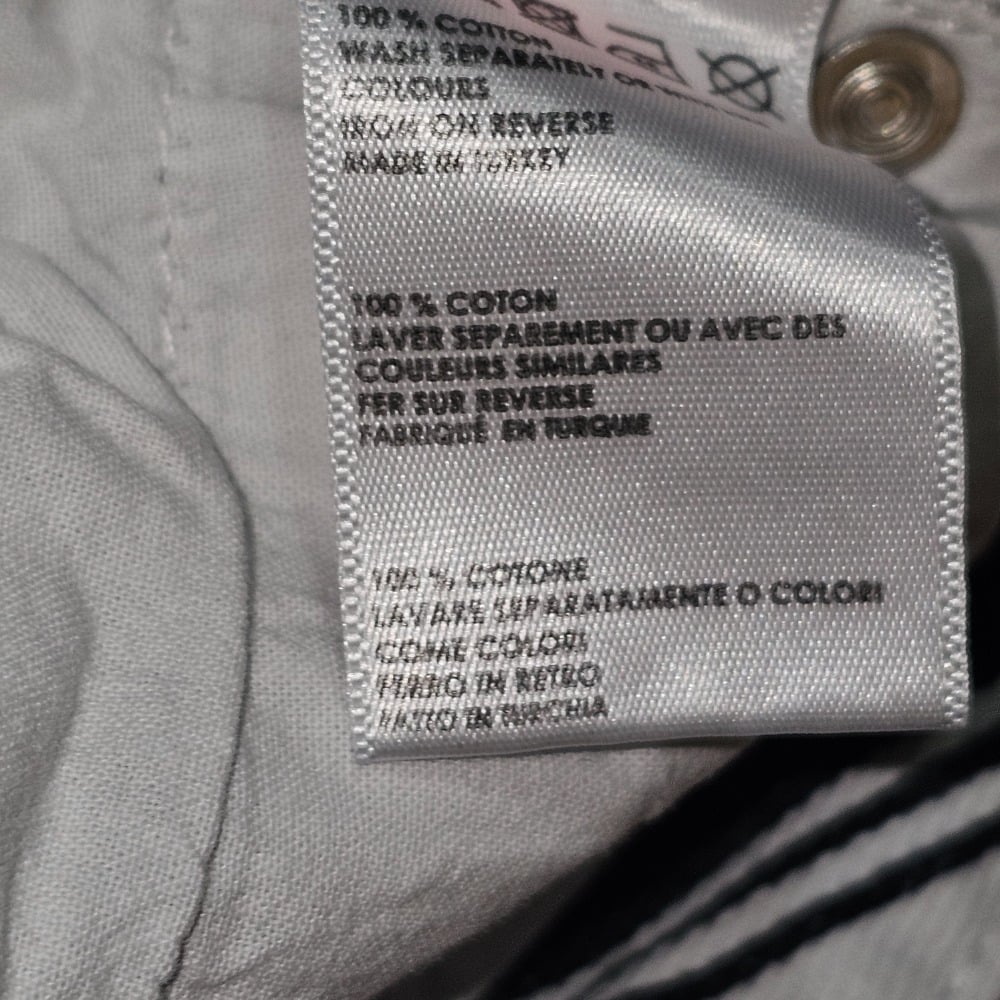 100 % COTTON
WASH SEPARATELY OR
COLOURS
IRON ON REVERSE
MADE IN TURKEY
100 % COTON
LAVER SEPAREMENT OU AVEC DES
COULEURS SIMILARES
FER SUR REVERSE
FABRIQUÉ EN TURQUIE
100 % COTONE
LAVARE SEPARATAMENTE O COLORI
COME COLORI
FERRO IN RETRO
FATTO IN TURCHIA